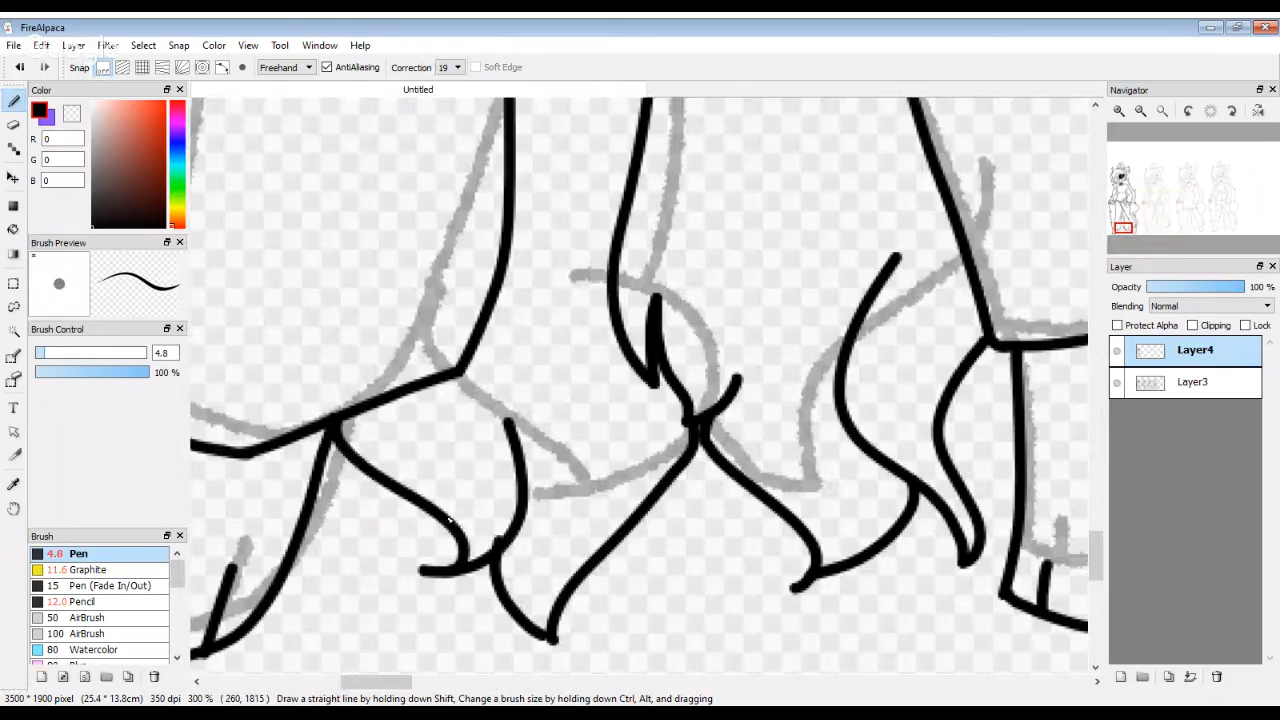 FireAlpaca
File Edit Layer Filter Select Snap Color View Tool Window Help
Snap off Freehand AntiAliasing Correction 19 Soft Edge
Color
R 0
G 0
B 0
Brush Preview
Brush Control
4.8
100 %
Brush
4.8 Pen
11.6 Graphite
15 Pen (Fade In/Out)
12.0 Pencil
50 AirBrush
100 AirBrush
80 Watercolor
Untitled
Navigator
Layer
Opacity 100 %
Blending Normal
Protect Alpha Clipping Lock
Layer4
Layer3
3500 * 1900 pixel (25.4 * 13.8cm) 350 dpi 300 % ( 260, 1815 ) Draw a straight line by holding down Shift, Change a brush size by holding down Ctrl, Alt, and dragging